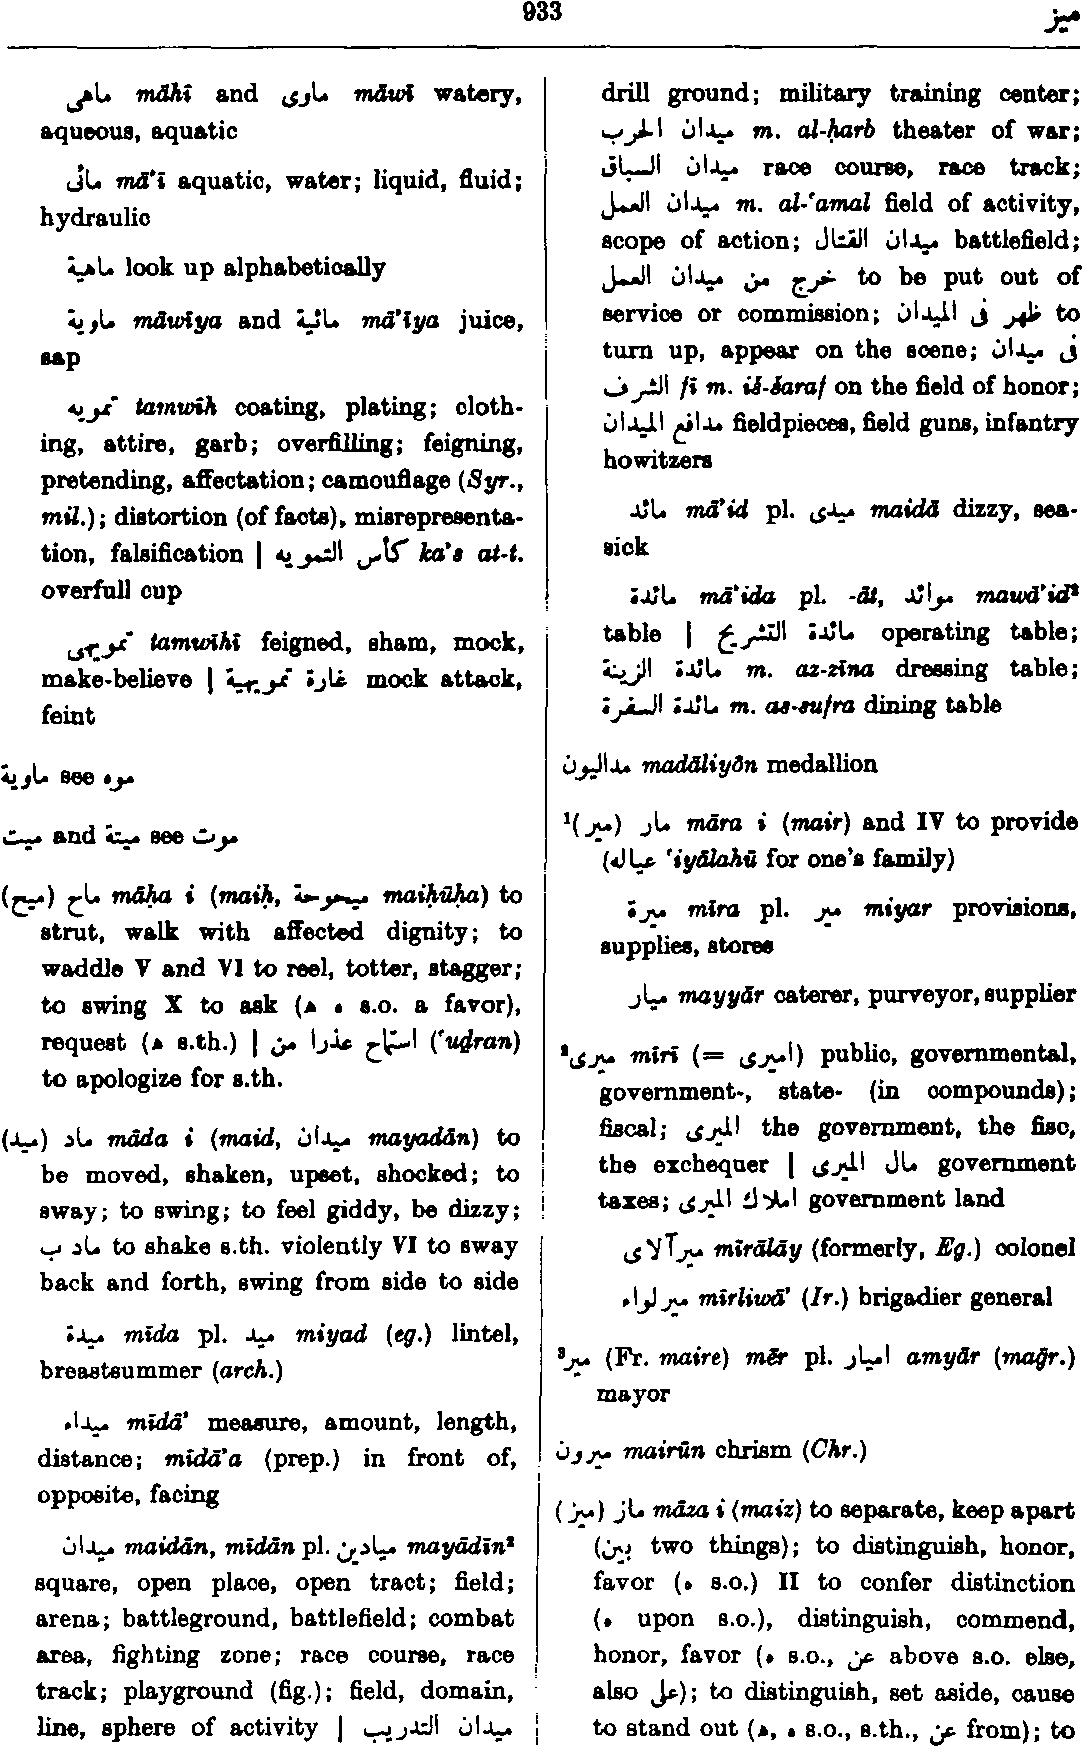 933
ميز
ماهى māhī and ماوى māwī watery,
aqueous, aquatic
مائى mā'ī aquatic, water; liquid, fluid;
hydraulic
ماهية look up alphabetically
ماوية māwīya and مائية mā'īya juice,
sap
تمويه tamwīh coating, plating; cloth-
ing, attire, garb; overfilling; feigning,
pretending, affectation; camouflage (Syr.,
mil.); distortion (of facts), misrepresenta-
tion, falsification | كأس التمويه ka's at-t.
overfull cup
تمويهى tamwīhī feigned, sham, mock,
make-believe | غارة تمويهية mock attack,
feint
ماوية see موه
ميت and ميتة see موت
(ميح) ماح māḥa i (maiḥ, ميحوحة maiḥūḥa) to
strut, walk with affected dignity; to
waddle V and VI to reel, totter, stagger;
to swing X to ask (ه ه s.o. a favor),
request (ه s.th.) | استماح عذرا من ('uḏran)
to apologize for s.th.
(ميد) ماد māda i (maid, ميدان mayadān) to
be moved, shaken, upset, shocked; to
sway; to swing; to feel giddy, be dizzy;
ماد ب to shake s.th. violently VI to sway
back and forth, swing from side to side
ميدة mīda pl. ميد miyad (eg.) lintel,
breastsummer (arch.)
ميداء mīdā' measure, amount, length,
distance; mīdā'a (prep.) in front of,
opposite, facing
ميدان maidān, mīdān pl. ميادين mayādīn²
square, open place, open tract; field;
arena; battleground, battlefield; combat
area, fighting zone; race course, race
track; playground (fig.); field, domain,
line, sphere of activity | ميدان التدريب
drill ground; military training center;
ميدان الحرب m. al-ḥarb theater of war;
ميدان السباق race course, race track;
ميدان العمل m. al-'amal field of activity,
scope of action; ميدان القتال battlefield;
خرج من ميدان العمل to be put out of
service or commission; ظهر فى الميدان to
turn up, appear on the scene; فى ميدان
الشرف fī m. iš-šaraf on the field of honor;
مدافع الميدان fieldpieces, field guns, infantry
howitzers
مائد mā'id pl. ميدى maidā dizzy, sea-
sick
مائدة mā'ida pl. -āt, موائد mawā'id²
table | مائدة التشريح operating table;
مائدة الزينة m. az-zīna dressing table;
مائدة السفرة m. as-sufra dining table
مداليون madāliyōn medallion
¹(مير) مار māra i (mair) and IV to provide
(عياله 'iyālahū for one's family)
ميرة mīra pl. مير miyar provisions,
supplies, stores
ميار mayyār caterer, purveyor, supplier
²ميرى mīrī (= اميرى) public, governmental,
government-, state- (in compounds);
fiscal; الميرى the government, the fisc,
the exchequer | مال الميرى government
taxes; املاك الميرى government land
ميرآلاى mīrālāy (formerly, Eg.) colonel
ميرلواء mīrliwā' (Ir.) brigadier general
³مير (Fr. maire) mēr pl. اميار amyār (maḡr.)
mayor
ميرون mairūn chrism (Chr.)
(ميز) ماز māza i (maiz) to separate, keep apart
(بين two things); to distinguish, honor,
favor (ه s.o.) II to confer distinction
(ه upon s.o.), distinguish, commend,
honor, favor (ه s.o., عن above s.o. else,
also على); to distinguish, set aside, cause
to stand out (ه, ه s.o., s.th., عن from); to